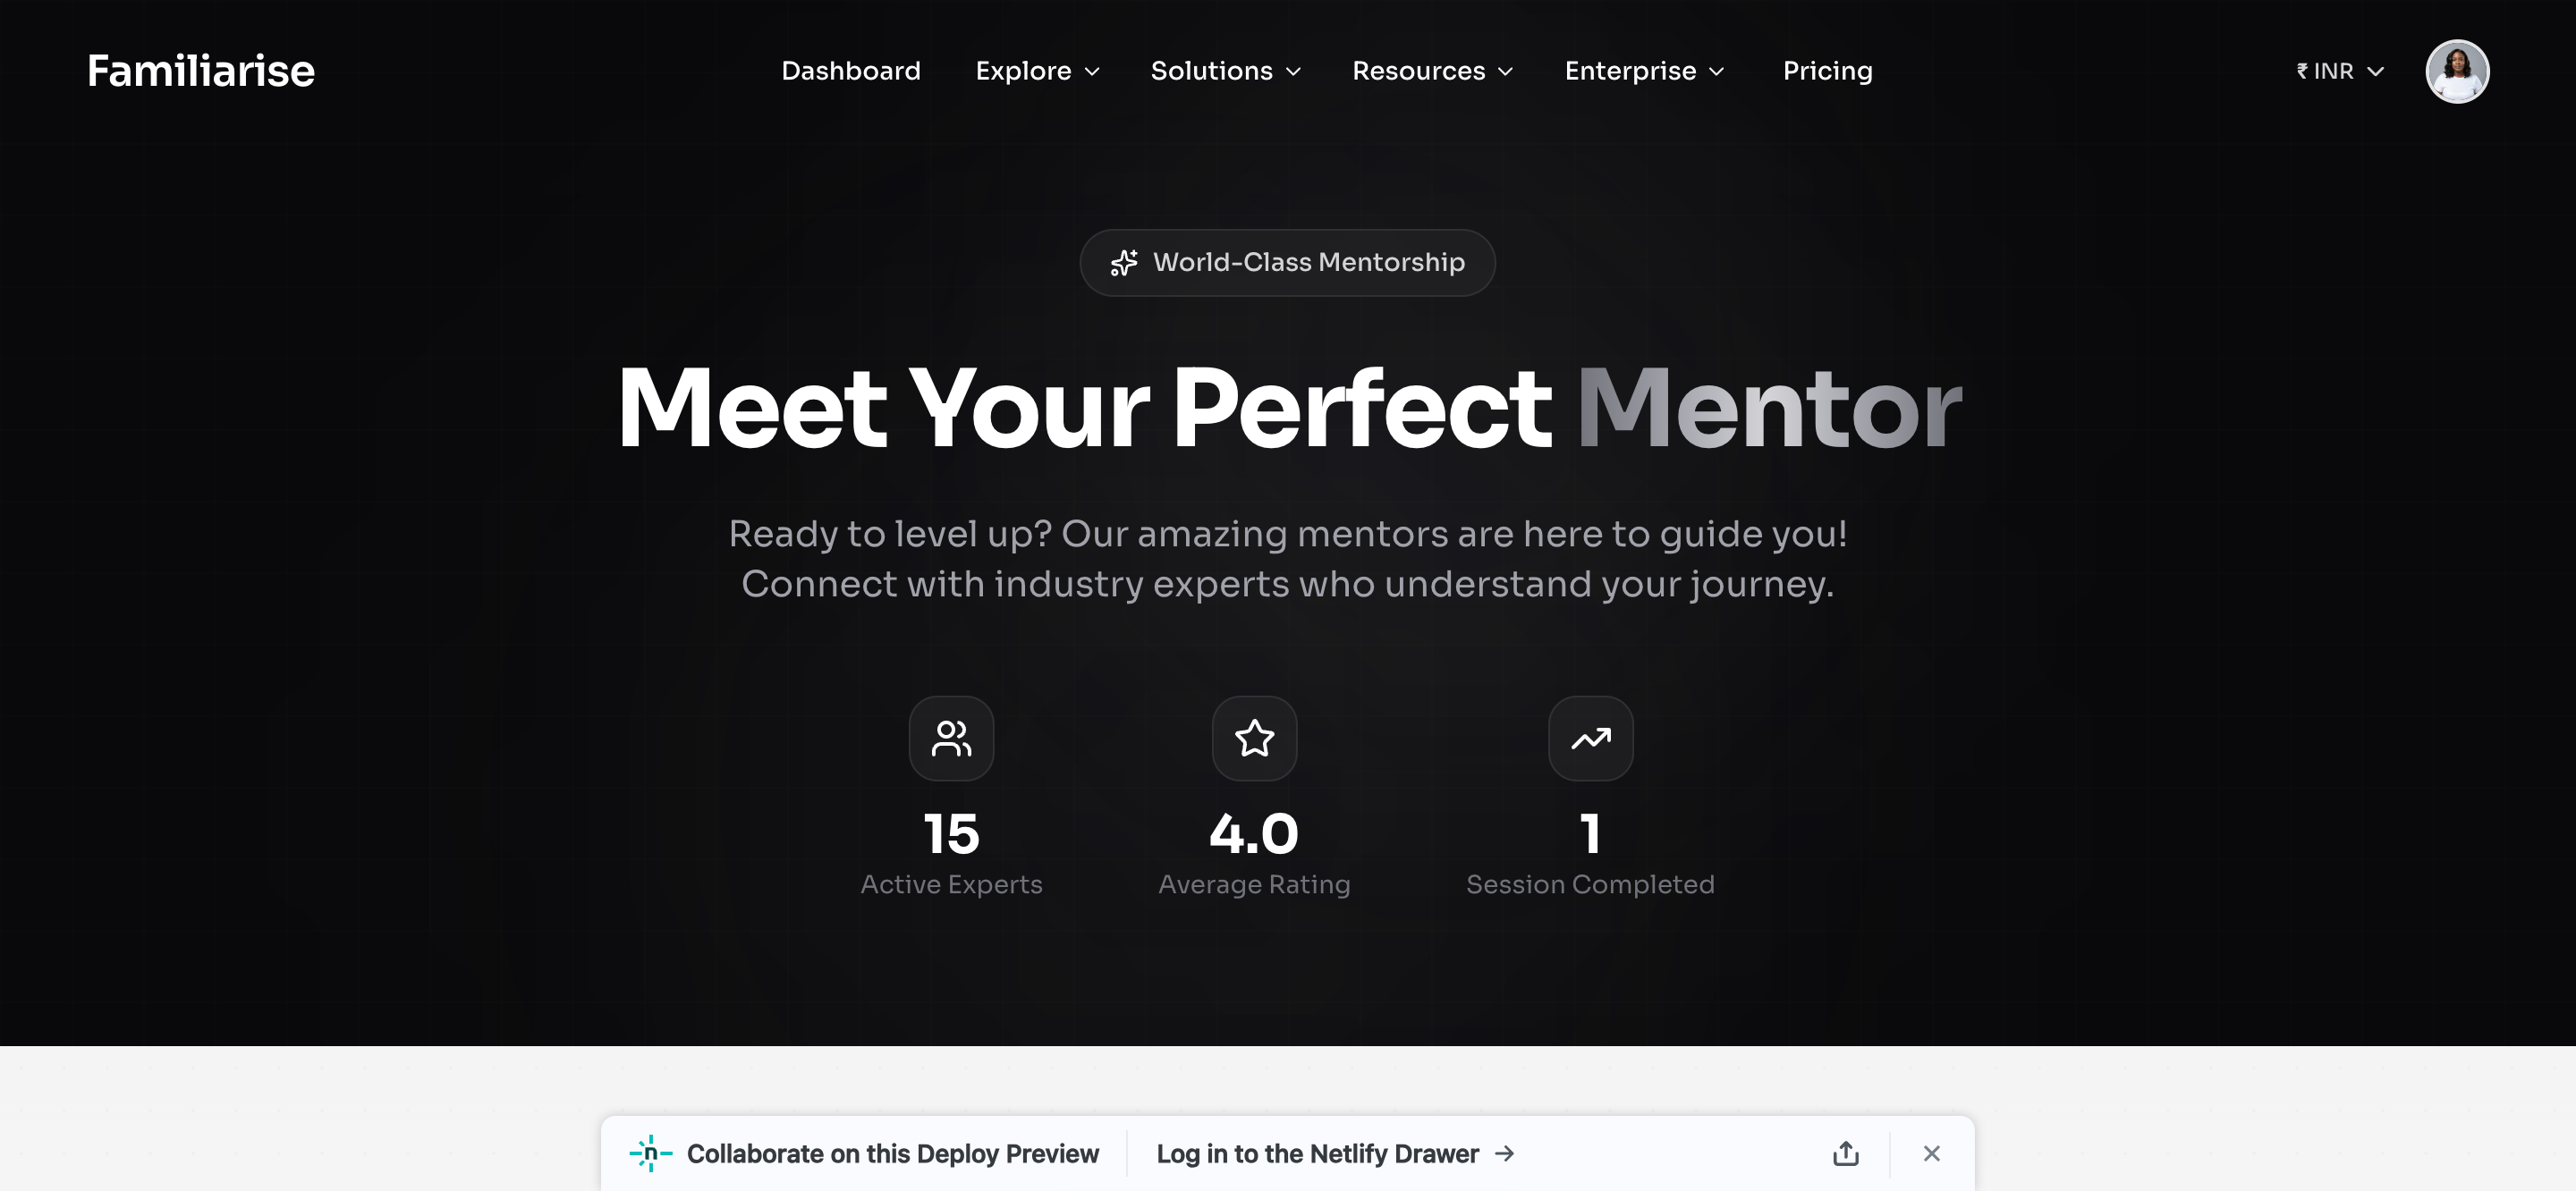 Familiarise
Dashboard
Explore
Solutions
Resources
Enterprise
Pricing
₹ INR
World-Class Mentorship
Meet Your Perfect Mentor
Ready to level up? Our amazing mentors are here to guide you!
Connect with industry experts who understand your journey.
15
Active Experts
4.0
Average Rating
1
Session Completed
n
Collaborate on this Deploy Preview
Log in to the Netlify Drawer →